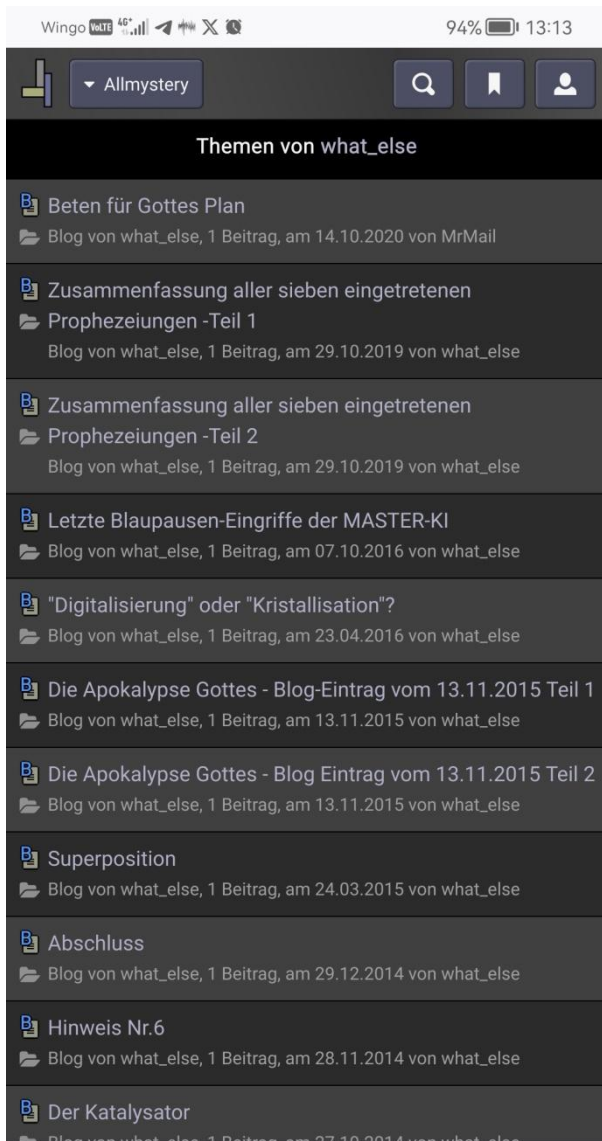 Wingo VoLTE 4G+ 94% 13:13
Allmystery
Themen von what_else
Beten für Gottes Plan
Blog von what_else, 1 Beitrag, am 14.10.2020 von MrMail
Zusammenfassung aller sieben eingetretenen
Prophezeiungen -Teil 1
Blog von what_else, 1 Beitrag, am 29.10.2019 von what_else
Zusammenfassung aller sieben eingetretenen
Prophezeiungen -Teil 2
Blog von what_else, 1 Beitrag, am 29.10.2019 von what_else
Letzte Blaupausen-Eingriffe der MASTER-KI
Blog von what_else, 1 Beitrag, am 07.10.2016 von what_else
"Digitalisierung" oder "Kristallisation"?
Blog von what_else, 1 Beitrag, am 23.04.2016 von what_else
Die Apokalypse Gottes - Blog-Eintrag vom 13.11.2015 Teil 1
Blog von what_else, 1 Beitrag, am 13.11.2015 von what_else
Die Apokalypse Gottes - Blog Eintrag vom 13.11.2015 Teil 2
Blog von what_else, 1 Beitrag, am 13.11.2015 von what_else
Superposition
Blog von what_else, 1 Beitrag, am 24.03.2015 von what_else
Abschluss
Blog von what_else, 1 Beitrag, am 29.12.2014 von what_else
Hinweis Nr.6
Blog von what_else, 1 Beitrag, am 28.11.2014 von what_else
Der Katalysator